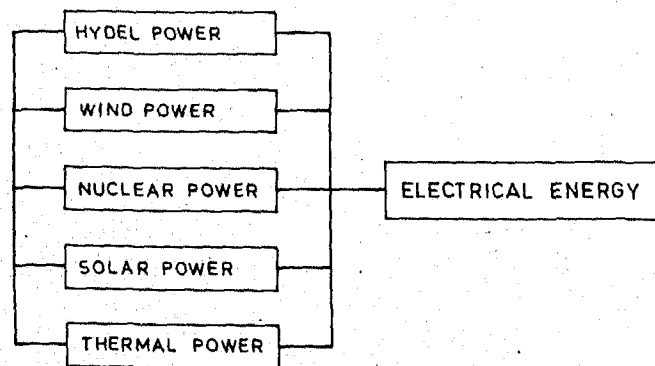 HYDEL POWER
WIND POWER
NUCLEAR POWER
ELECTRICAL ENERGY
SOLAR POWER
THERMAL POWER